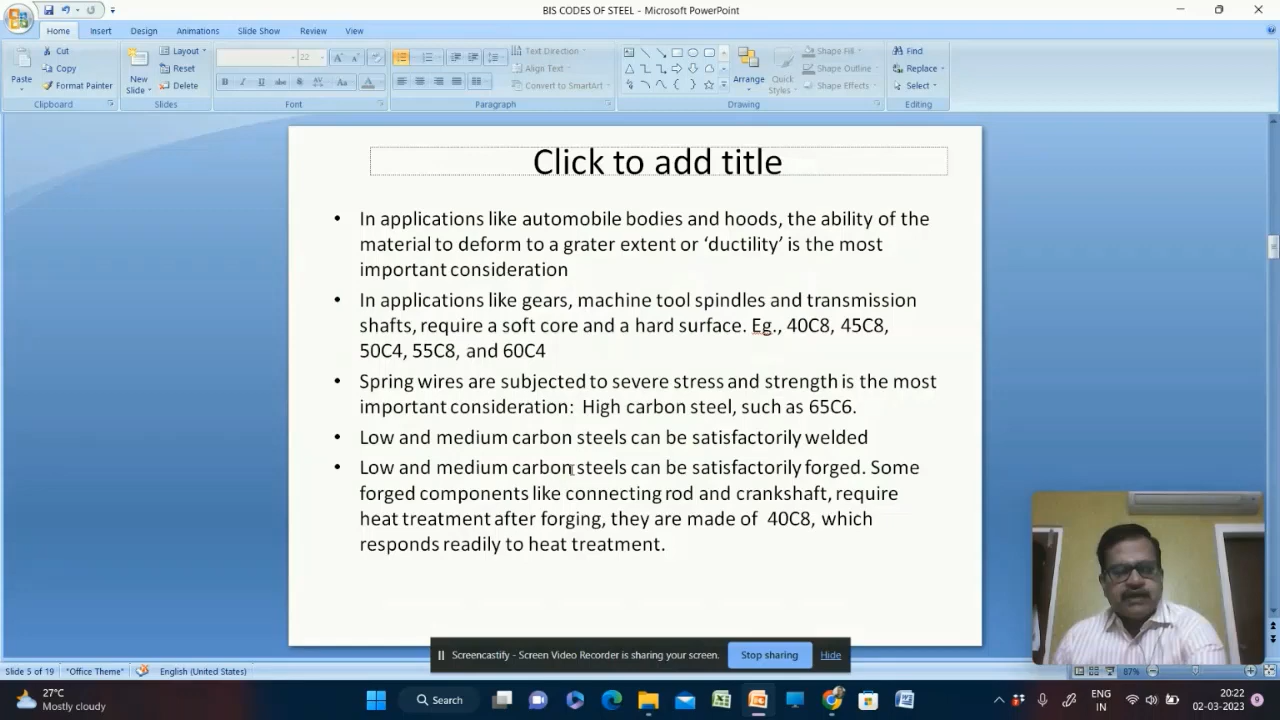 BIS CODES OF STEEL - Microsoft PowerPoint
Home Insert Design Animations Slide Show Review View
Cut Layout 22 Text Direction Shape Fill Find
Paste Copy New Slide Reset Align Text Arrange Quick Styles Shape Outline Replace
Format Painter Delete Convert to SmartArt Shape Effects Select
Clipboard Slides Font Paragraph Drawing Editing
Click to add title
• In applications like automobile bodies and hoods, the ability of the
material to deform to a grater extent or ‘ductility’ is the most
important consideration
• In applications like gears, machine tool spindles and transmission
shafts, require a soft core and a hard surface. Eg., 40C8, 45C8,
50C4, 55C8, and 60C4
• Spring wires are subjected to severe stress and strength is the most
important consideration: High carbon steel, such as 65C6.
• Low and medium carbon steels can be satisfactorily welded
• Low and medium carbon steels can be satisfactorily forged. Some
forged components like connecting rod and crankshaft, require
heat treatment after forging, they are made of 40C8, which
responds readily to heat treatment.
Screencastify - Screen Video Recorder is sharing your screen. Stop sharing Hide
Slide 5 of 19 "Office Theme" English (United States) 87%
27°C
Mostly cloudy
Search
ENG
IN
20:22
02-03-2023